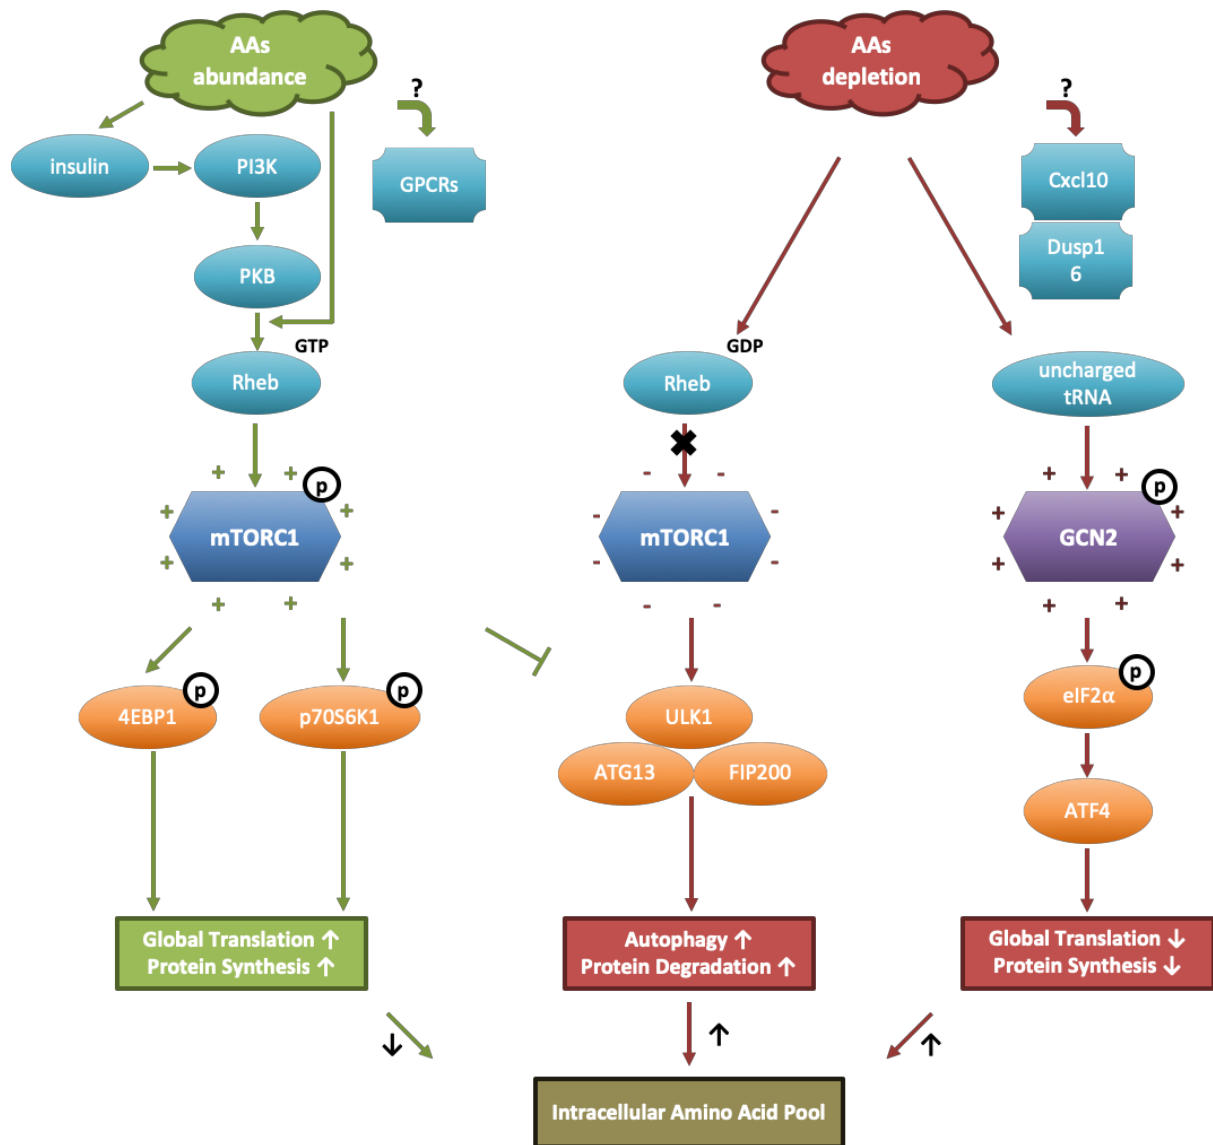 AAs
abundance
?
insulin
PI3K
GPCRs
PKB
GTP
Rheb
+ +
p
+ +
mTORC1
+ +
+ +
4EBP1
p
p70S6K1
p
Global Translation ↑
Protein Synthesis ↑
↓
AAs
depletion
?
Cxcl10
Dusp1
6
GDP
Rheb
✖
- -
- -
mTORC1
- -
- -
ULK1
ATG13
FIP200
Autophagy ↑
Protein Degradation ↑
↑
uncharged
tRNA
+ +
p
+ +
GCN2
+ +
+ +
eIF2α
p
ATF4
Global Translation ↓
Protein Synthesis ↓
↑
Intracellular Amino Acid Pool